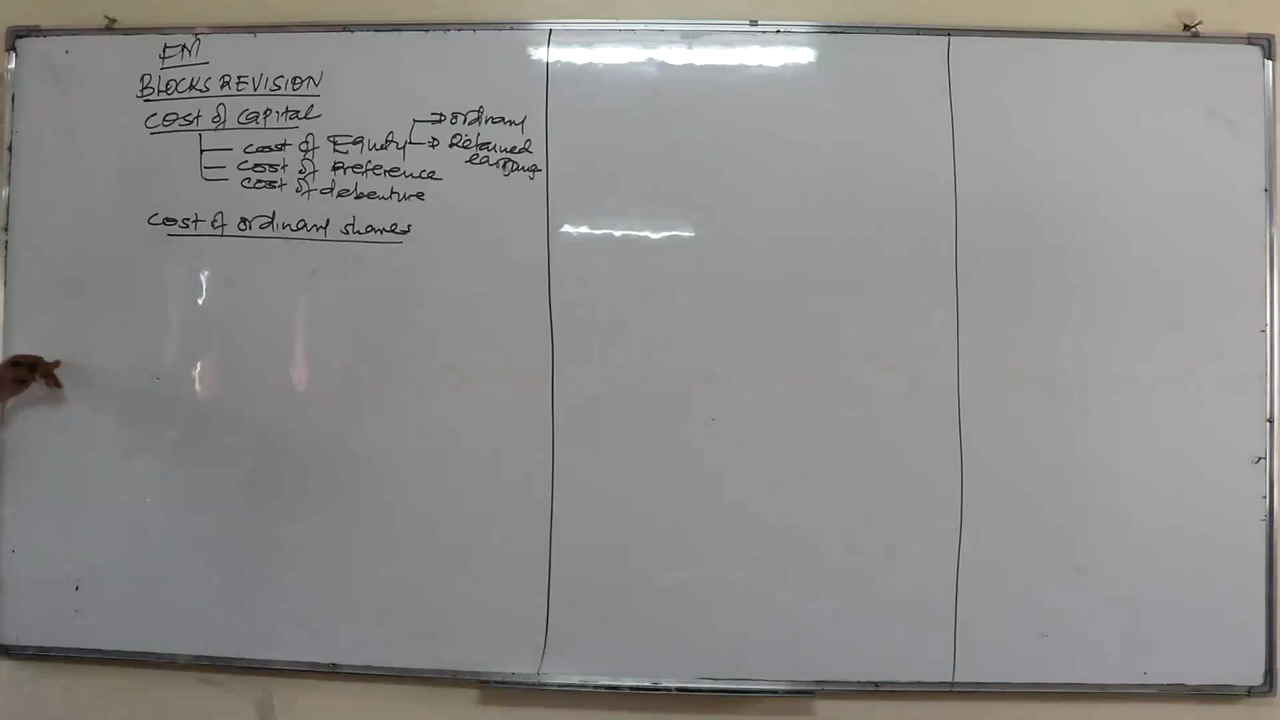 FM
BLOCKS REVISION
Cost of Capital
Cost of Equity → ordinary
→ Retained earnings
Cost of Preference
Cost of debenture
Cost of ordinary shares